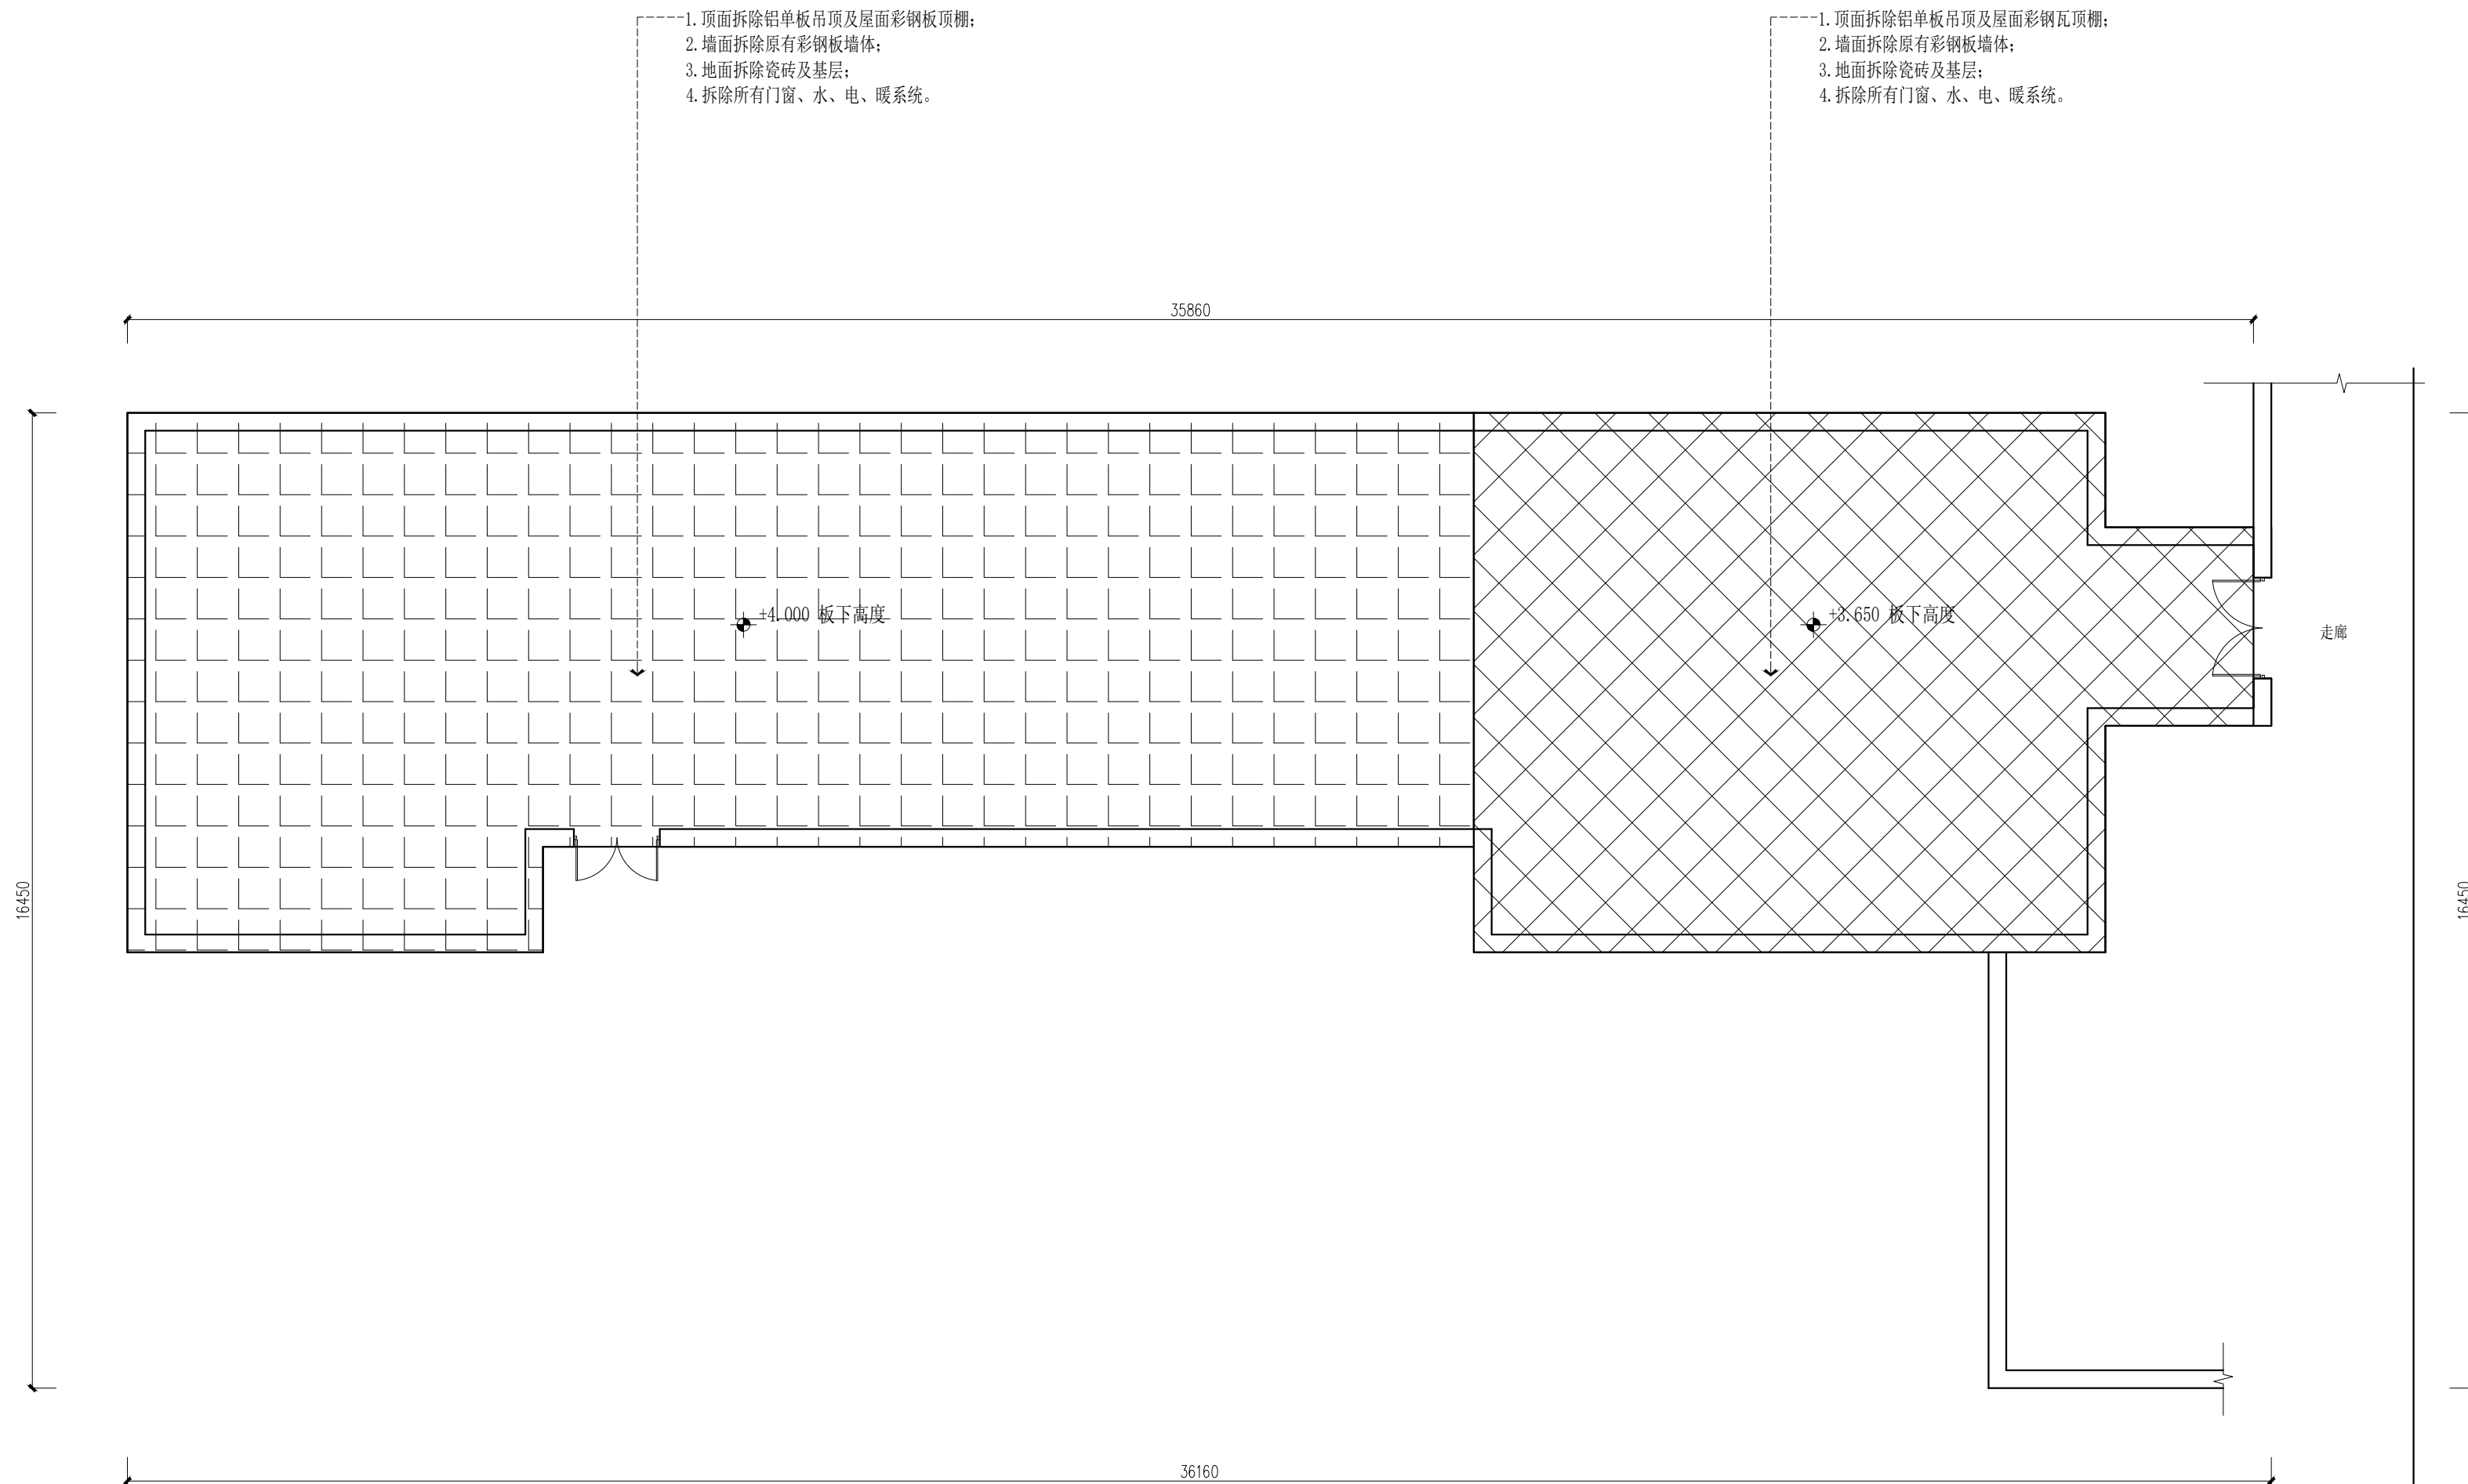 1.顶面拆除铝单板吊顶及屋面彩钢板顶棚;
2.墙面拆除原有彩钢板墙体;
3.地面拆除瓷砖及基层;
4.拆除所有门窗、水、电、暖系统。
1.顶面拆除铝单板吊顶及屋面彩钢瓦顶棚;
2.墙面拆除原有彩钢板墙体;
3.地面拆除瓷砖及基层;
4.拆除所有门窗、水、电、暖系统。
35860
+4.000 板下高度
+3.650 板下高度
走廊
16450
16450
36160